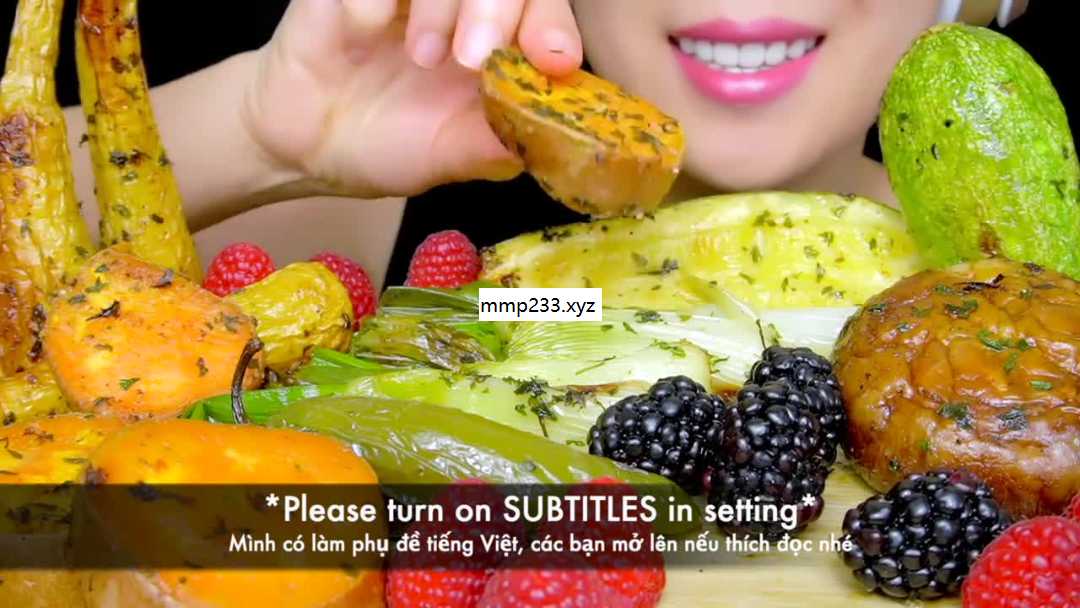 mmp233.xyz
*Please turn on SUBTITLES in setting*
Mình có làm phụ đề tiếng Việt, các bạn mở lên nếu thích đọc nhé